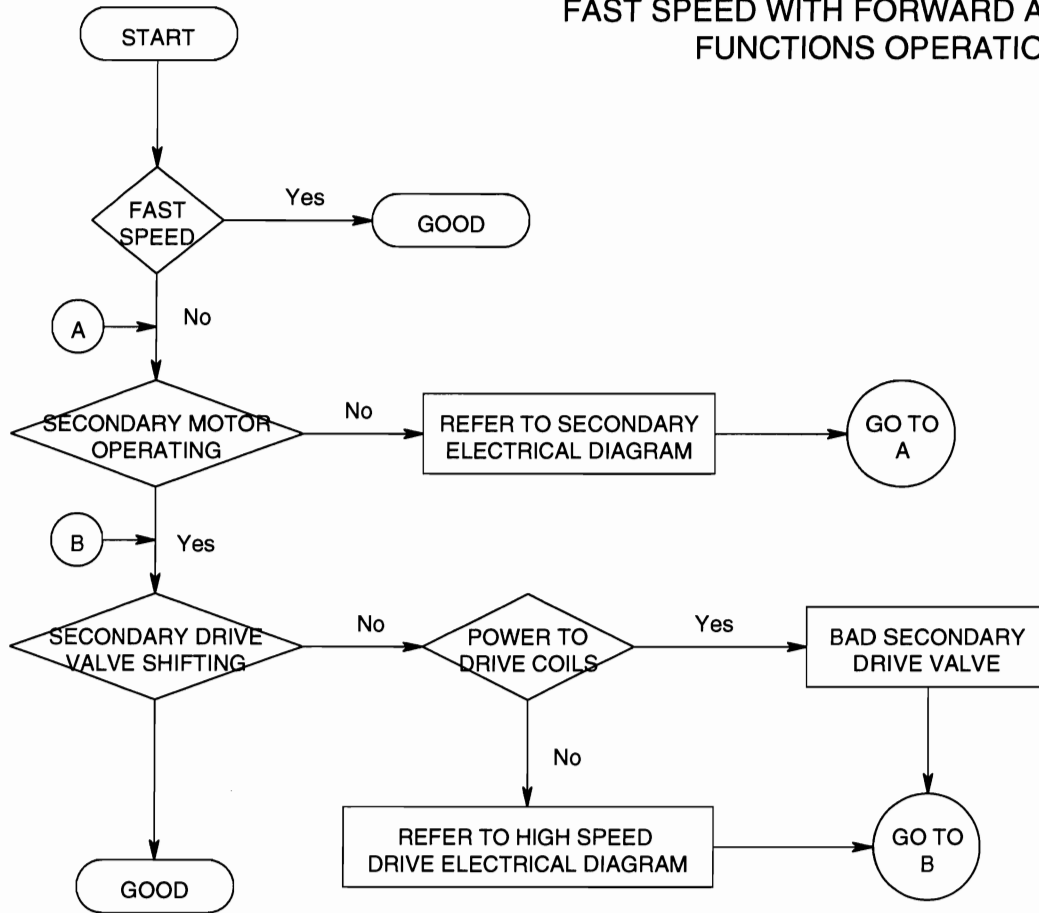 FAST SPEED WITH FORWARD A
FUNCTIONS OPERATIO
START
FAST
SPEED
Yes
GOOD
A
No
SECONDARY MOTOR
OPERATING
No
REFER TO SECONDARY
ELECTRICAL DIAGRAM
GO TO
A
B
Yes
SECONDARY DRIVE
VALVE SHIFTING
No
POWER TO
DRIVE COILS
Yes
BAD SECONDARY
DRIVE VALVE
No
REFER TO HIGH SPEED
DRIVE ELECTRICAL DIAGRAM
GO TO
B
GOOD